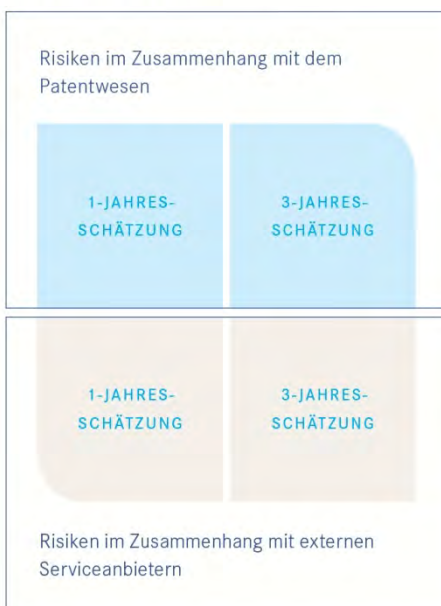 Risiken im Zusammenhang mit dem
Patentwesen
1-JAHRES-
SCHÄTZUNG
3-JAHRES-
SCHÄTZUNG
1-JAHRES-
SCHÄTZUNG
3-JAHRES-
SCHÄTZUNG
Risiken im Zusammenhang mit externen
Serviceanbietern